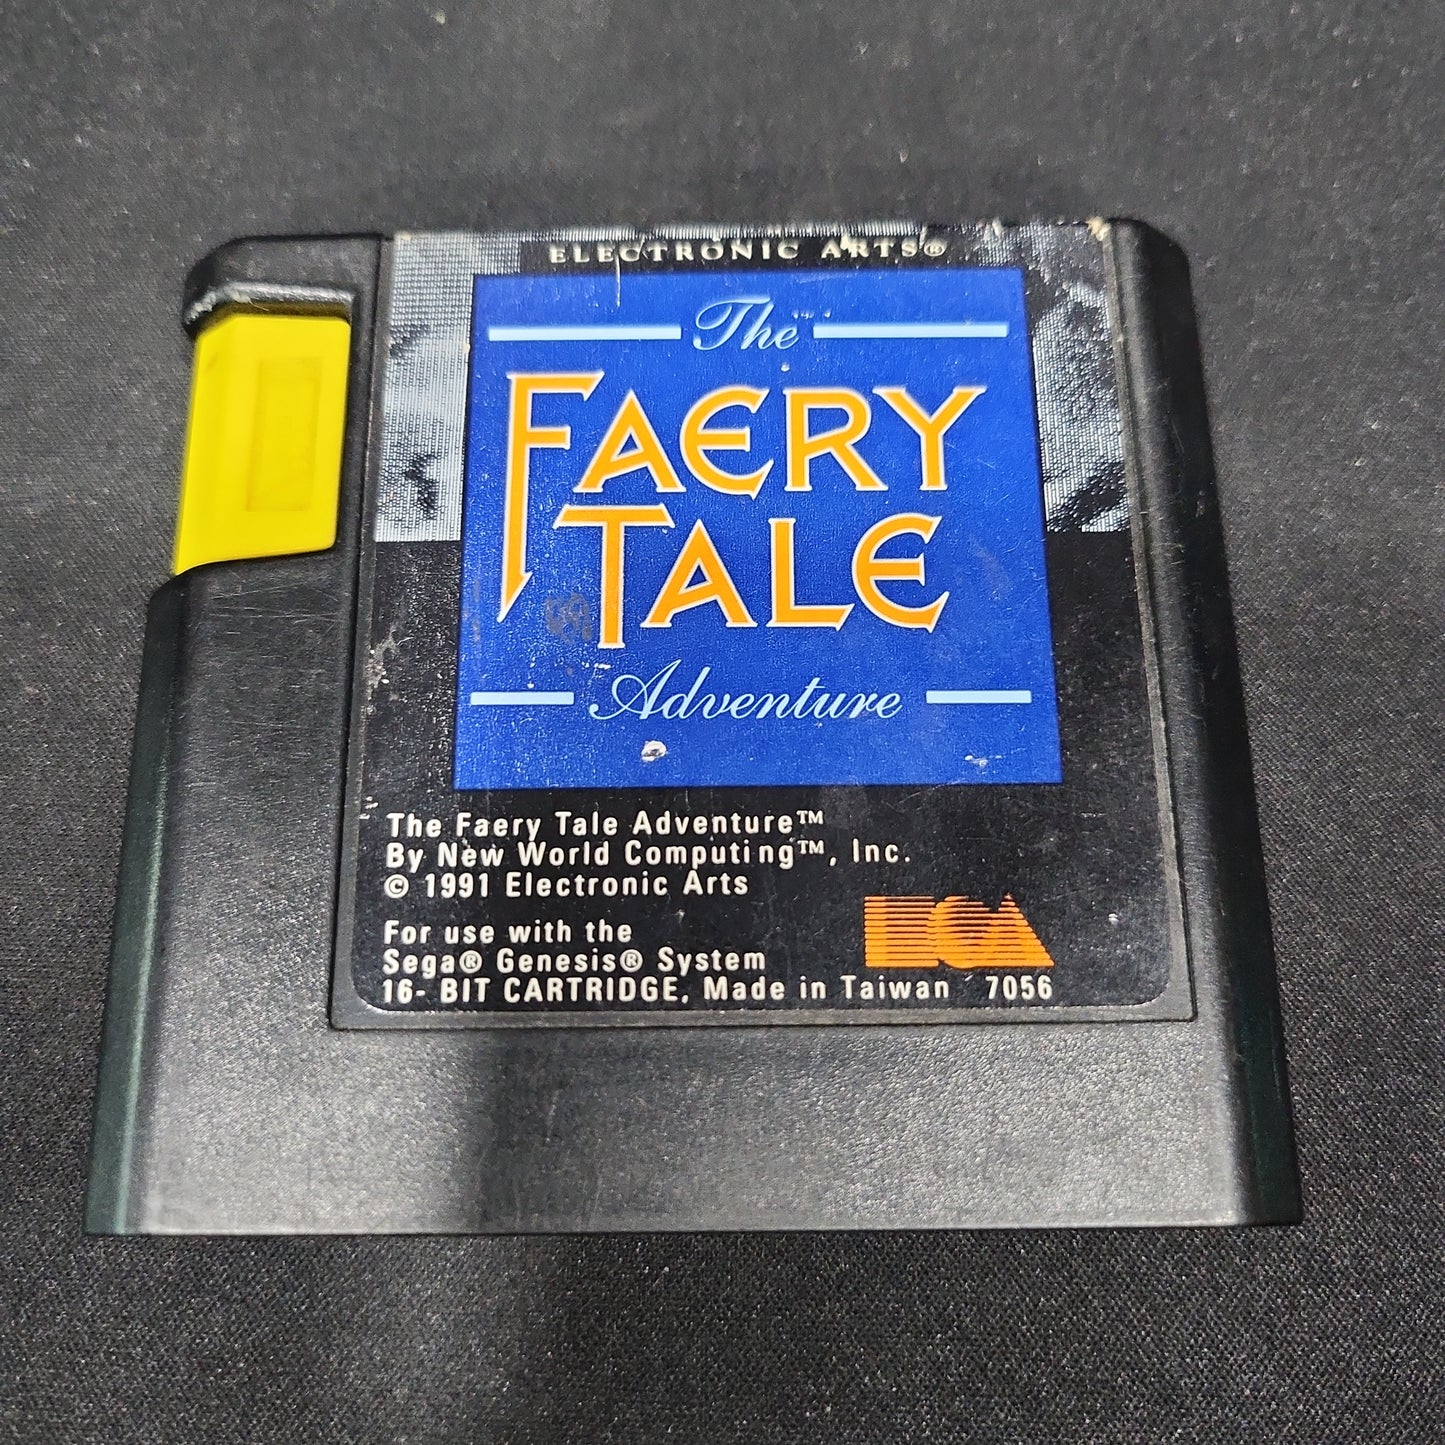 ELECTRONIC ARTS®
The
FAERY
TALE
Adventure
The Faery Tale Adventure™
By New World Computing™, Inc.
© 1991 Electronic Arts
For use with the
Sega® Genesis® System
16- BIT CARTRIDGE, Made in Taiwan 7056
EA